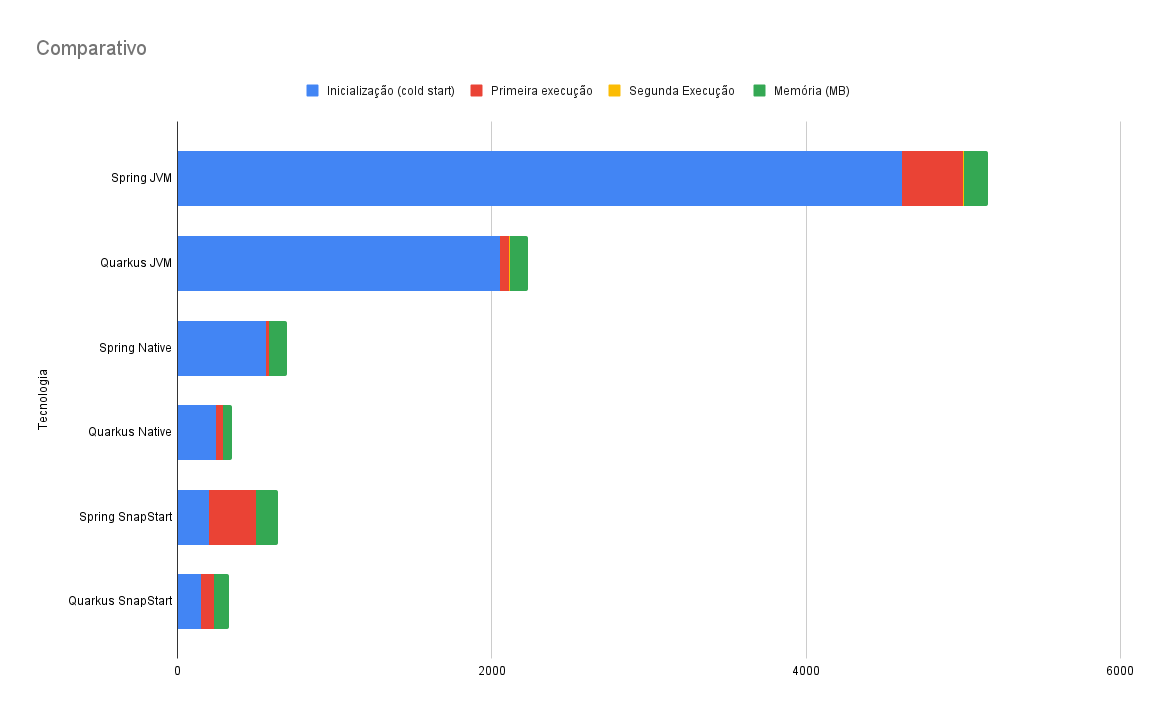 Comparativo
Inicialização (cold start)
Primeira execução
Segunda Execução
Memória (MB)
Tecnologia
Spring JVM
Quarkus JVM
Spring Native
Quarkus Native
Spring SnapStart
Quarkus SnapStart
0
2000
4000
6000